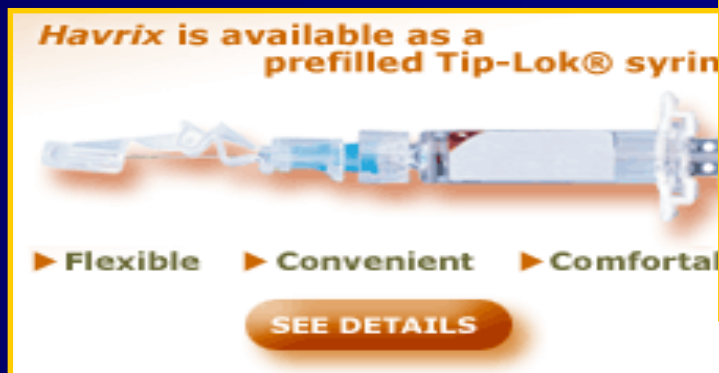 Havrix is available as a
prefilled Tip-Lok® syrin
Flexible Convenient Comfortal
SEE DETAILS